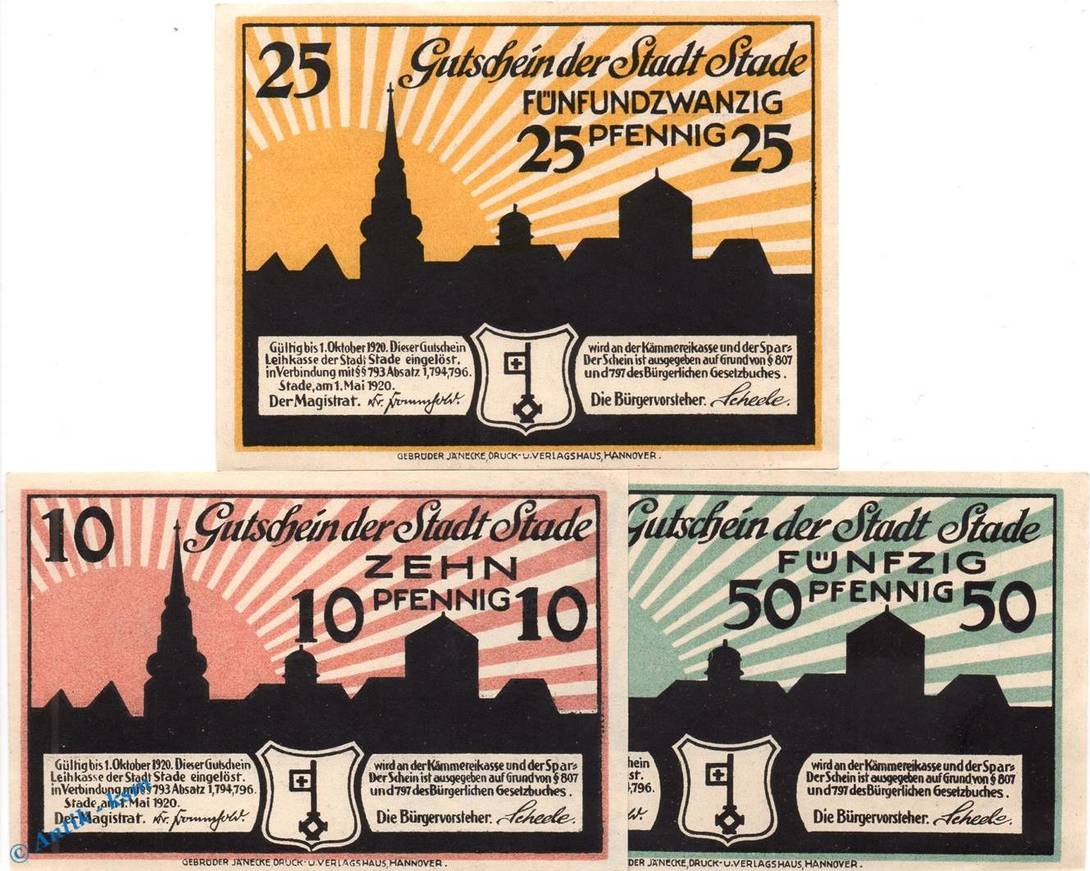 25
Gutschein der Stadt Stade
FÜNFUNDZWANZIG
25 PFENNIG 25
Gültig bis 1. Oktober 1920. Dieser Gutschein
wird an der Kämmereikasse und der Spar=
Leihkasse der Stadt Stade eingelöst.
Der Schein ist ausgegeben auf Grund von § 807
in Verbindung mit §§ 793 Absatz 1, 794, 796.
und 797 des Bürgerlichen Gesetzbuches.
Stade, am 1. Mai 1920.
Der Magistrat.
Die Bürgervorsteher. Scheele.
GEBRÜDER JÄNECKE, DRUCK- U. VERLAGSHAUS, HANNOVER.
10
Gutschein der Stadt Stade
ZEHN
10 PFENNIG 10
Gültig bis 1. Oktober 1920. Dieser Gutschein
wird an der Kämmereikasse und der Spar=
Leihkasse der Stadt Stade eingelöst.
Der Schein ist ausgegeben auf Grund von § 807
in Verbindung mit §§ 793 Absatz 1, 794, 796.
und 797 des Bürgerlichen Gesetzbuches.
Stade, am 1. Mai 1920.
Der Magistrat.
Die Bürgervorsteher. Scheele.
GEBRÜDER JÄNECKE, DRUCK- U. VERLAGSHAUS, HANNOVER.
Gutschein der Stadt Stade
FÜNFZIG
50 PFENNIG 50
hein
wird an der Kämmereikasse und der Spar=
st.
Der Schein ist ausgegeben auf Grund von § 807
796.
und 797 des Bürgerlichen Gesetzbuches.
Die Bürgervorsteher. Scheele.
DER JÄNECKE, DRUCK- U. VERLAGSHAUS, HANNOVER.
© Antik - ksm